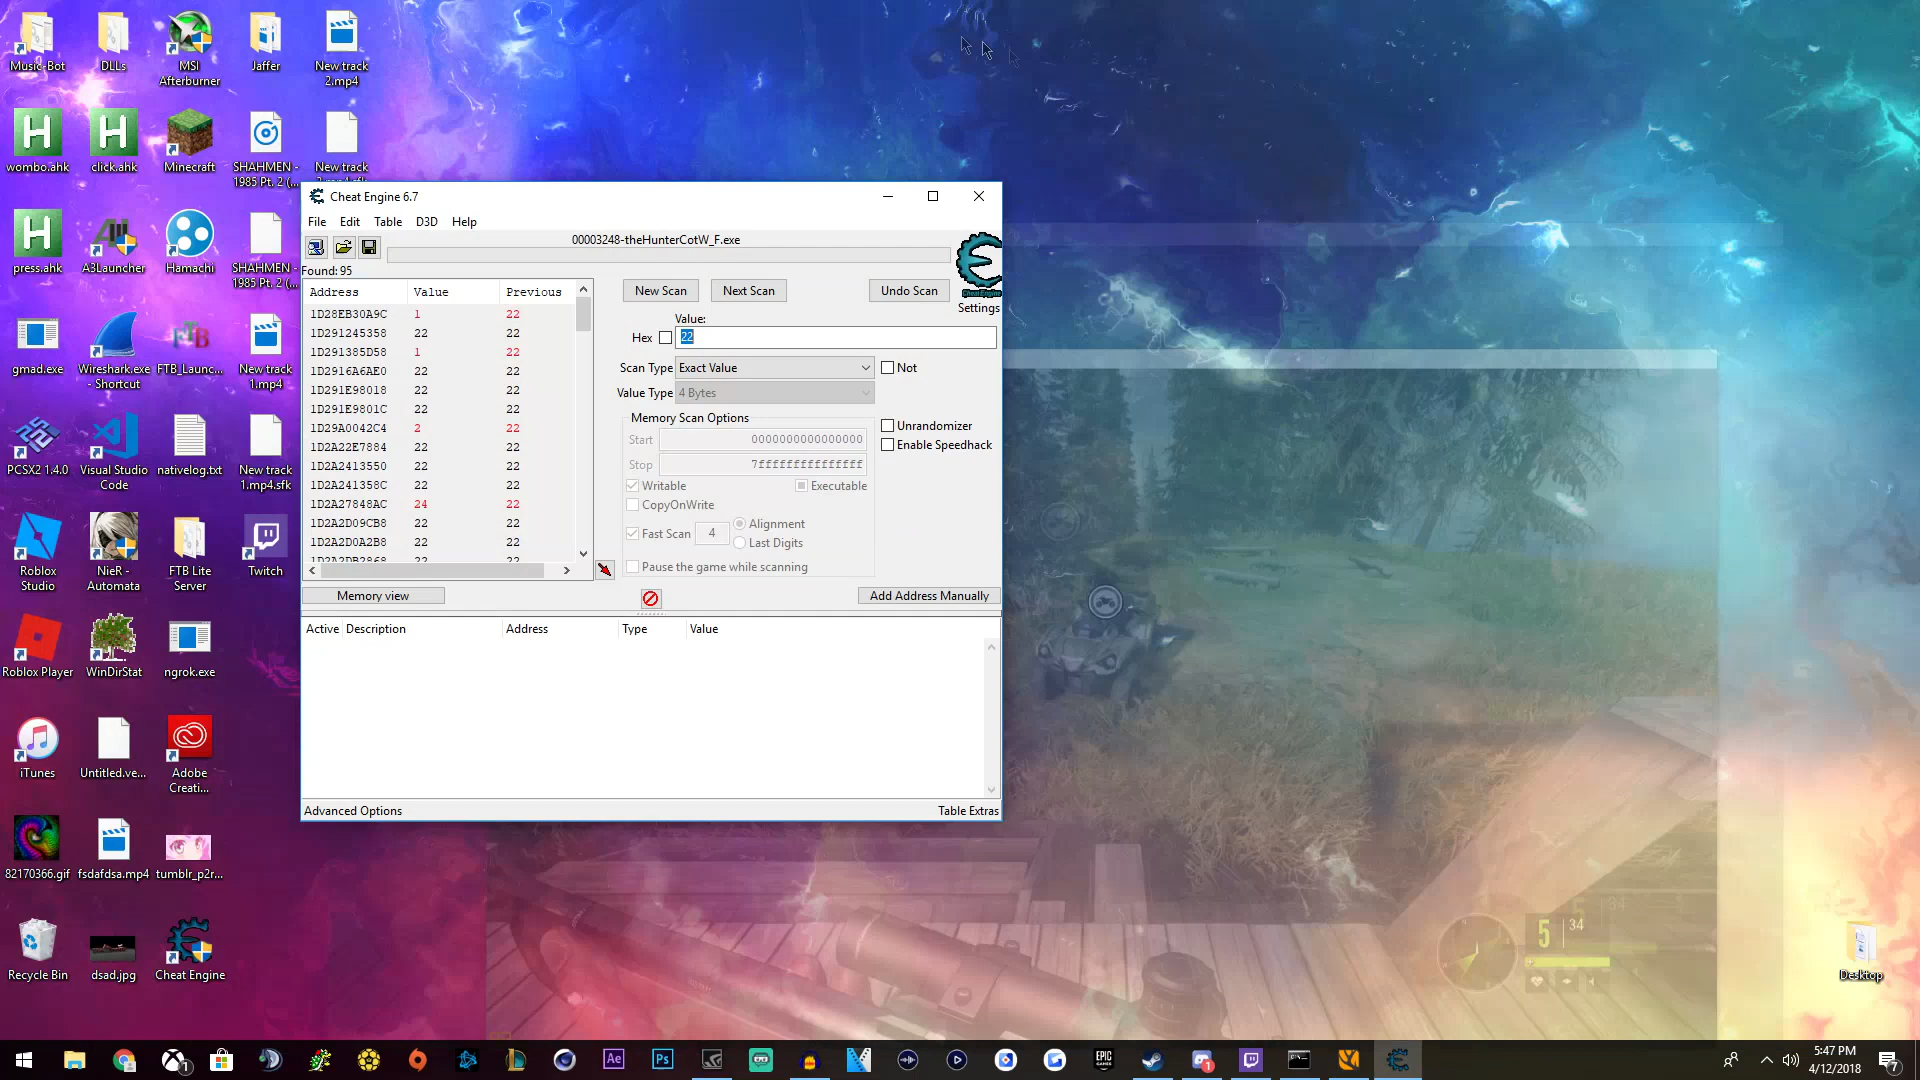 Music-Bot
DLLs
MSI
Afterburner
Jaffer
New track
2.mp4
wombo.ahk
click.ahk
Minecraft
SHAHMEN -
1985 Pt. 2 (...
New track
press.ahk
A3Launcher
Hamachi
SHAHMEN -
1985 Pt. 2 (...
gmad.exe
Wireshark.exe
- Shortcut
FTB_Launc...
New track
1.mp4
PCSX2 1.4.0
Visual Studio
Code
nativelog.txt
New track
1.mp4.sfk
Roblox
Studio
NieR -
Automata
FTB Lite
Server
Twitch
Roblox Player
WinDirStat
ngrok.exe
iTunes
Untitled.ve...
Adobe
Creati...
82170366.gif
fsdafdsa.mp4
tumblr_p2r...
Recycle Bin
dsad.jpg
Cheat Engine
Cheat Engine 6.7
File Edit Table D3D Help
00003248-theHunterCotW_F.exe
Found: 95
Settings
Address Value Previous
1D28EB30A9C 1 22
1D291245358 22 22
1D291385D58 1 22
1D2916A6AE0 22 22
1D291E98018 22 22
1D291E9801C 22 22
1D29A0042C4 2 22
1D2A22E7884 22 22
1D2A2413550 22 22
1D2A241358C 22 22
1D2A27848AC 24 22
1D2A2D09CB8 22 22
1D2A2D0A2B8 22 22
1D2A2DB2868 22 22
New Scan Next Scan Undo Scan
Value:
Hex 22
Scan Type Exact Value Not
Value Type 4 Bytes
Memory Scan Options
Start 0000000000000000
Stop 7fffffffffffffff
Writable Executable
CopyOnWrite
Fast Scan 4 Alignment
Last Digits
Pause the game while scanning
Unrandomizer
Enable Speedhack
Memory view
Add Address Manually
Active Description Address Type Value
Advanced Options Table Extras
5 34
Desktop
Ae Ps
EPIC
GAMES
5:47 PM
4/12/2018
1
1
7